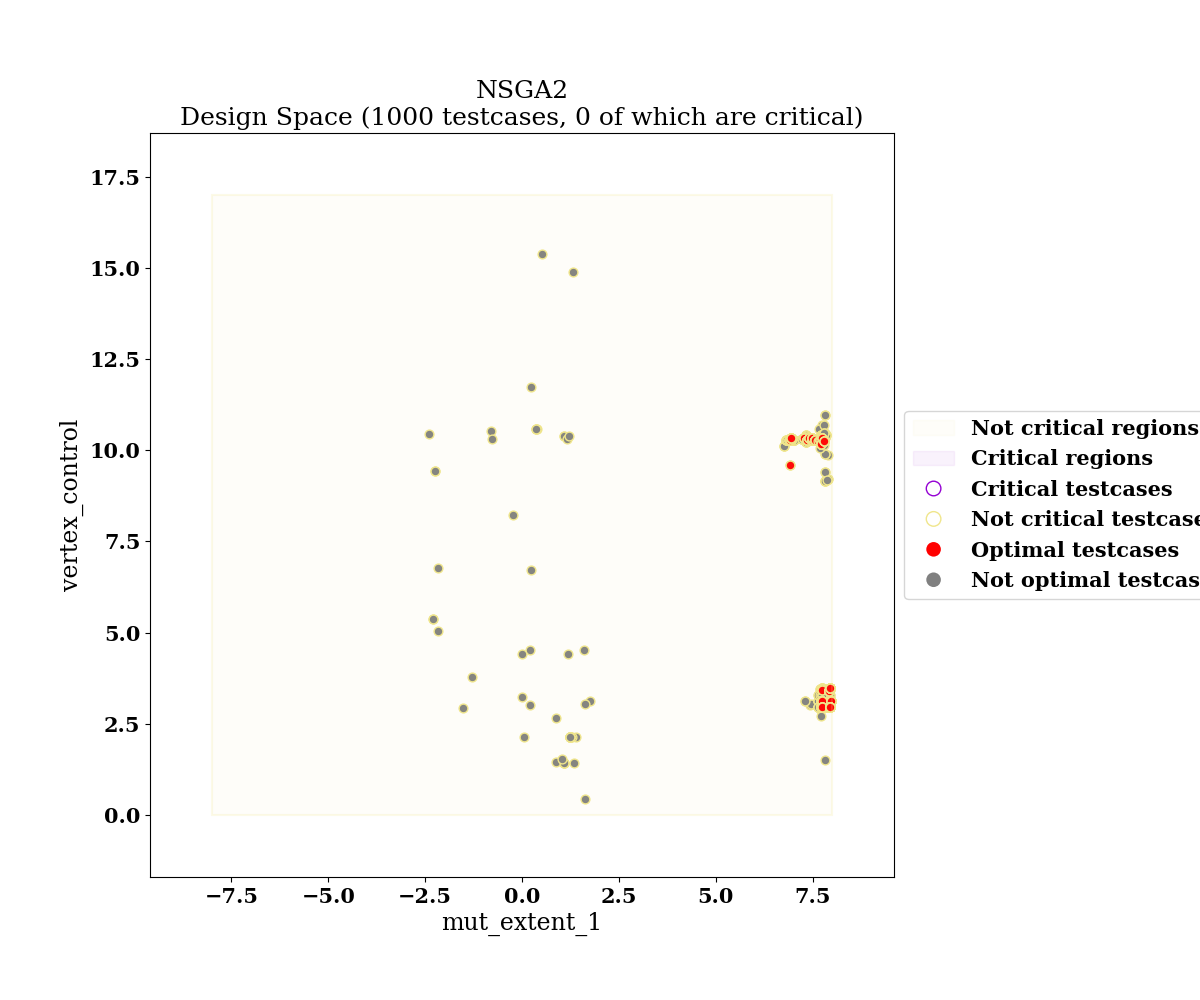 NSGA2
Design Space (1000 testcases, 0 of which are critical)
17.5
15.0
12.5
10.0
7.5
5.0
2.5
0.0
vertex_control
−7.5
−5.0
−2.5
0.0
2.5
5.0
7.5
mut_extent_1
Not critical regions
Critical regions
Critical testcases
Not critical testcase
Optimal testcases
Not optimal testcas